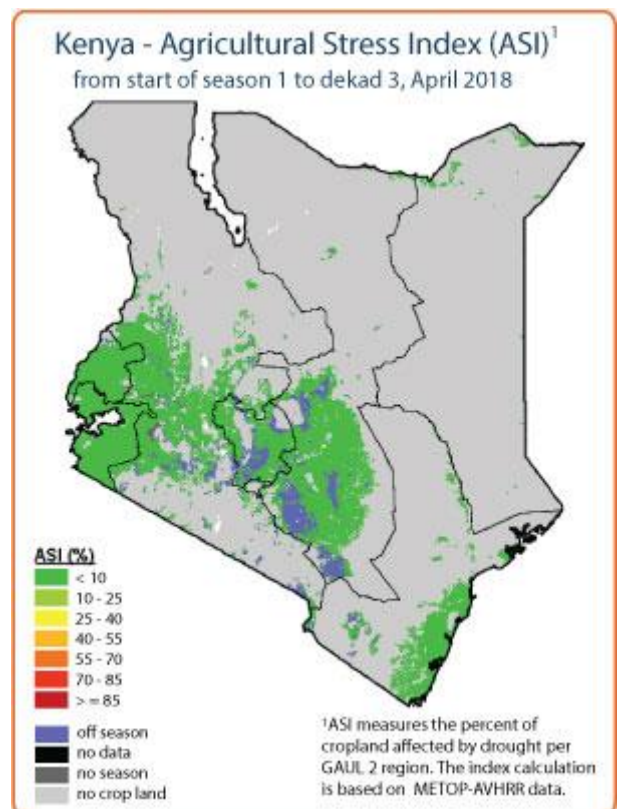 Kenya - Agricultural Stress Index (ASI)¹
from start of season 1 to dekad 3, April 2018
ASI (%)
< 10
10 - 25
25 - 40
40 - 55
55 - 70
70 - 85
> = 85
off season
no data
no season
no crop land
¹ASI measures the percent of
cropland affected by drought per
GAUL 2 region. The index calculation
is based on METOP-AVHRR data.